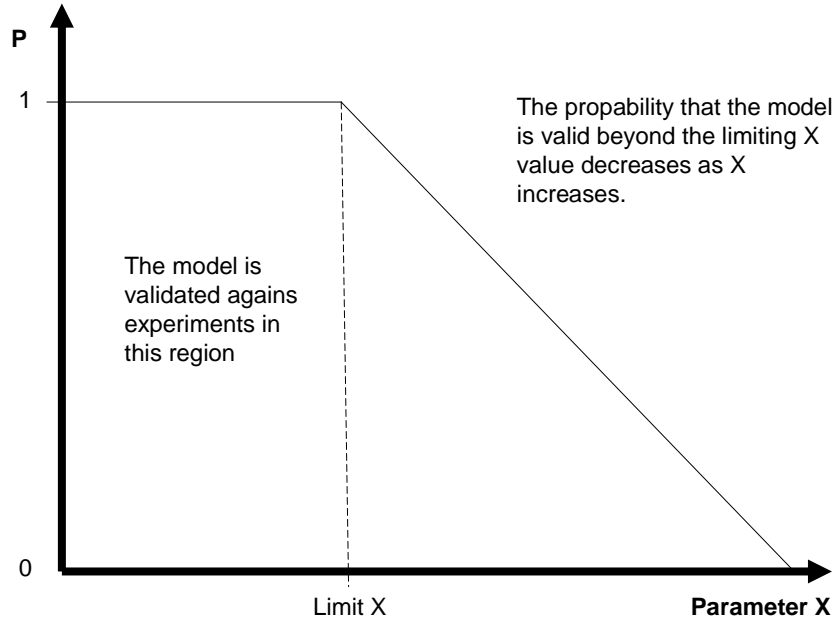 P
1
The propability that the model
is valid beyond the limiting X
value decreases as X
increases.
The model is
validated agains
experiments in
this region
0
Limit X
Parameter X